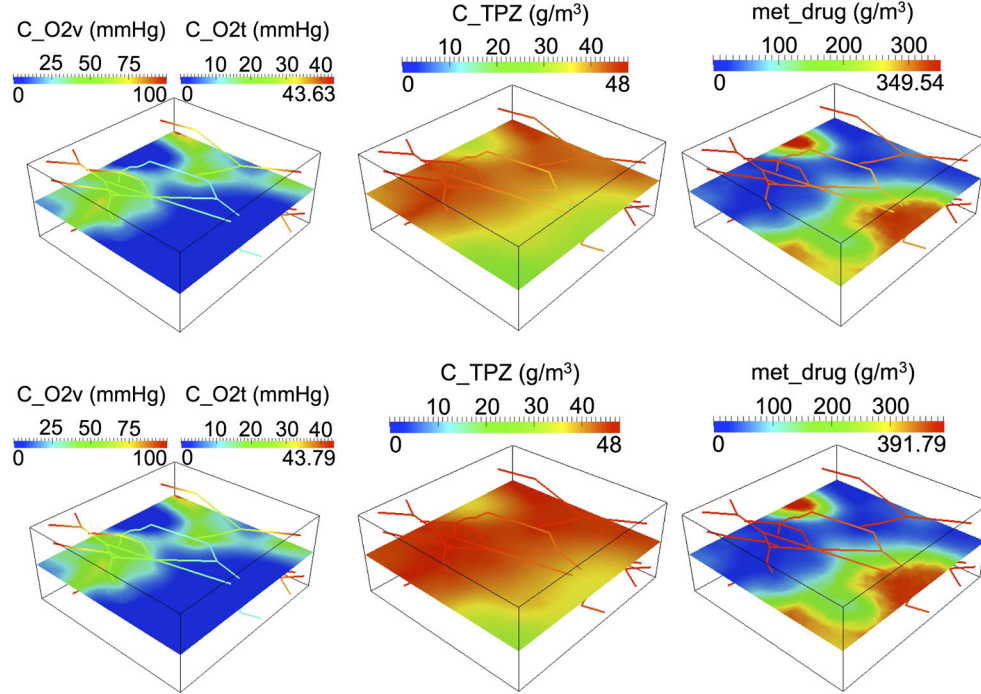 C_O2v (mmHg) C_O2t (mmHg)
25 50 75 10 20 30 40
0 100 0 43.63
C_TPZ (g/m³)
10 20 30 40
0 48
met_drug (g/m³)
100 200 300
0 349.54
C_O2v (mmHg) C_O2t (mmHg)
25 50 75 10 20 30 40
0 100 0 43.79
C_TPZ (g/m³)
10 20 30 40
0 48
met_drug (g/m³)
100 200 300
0 391.79